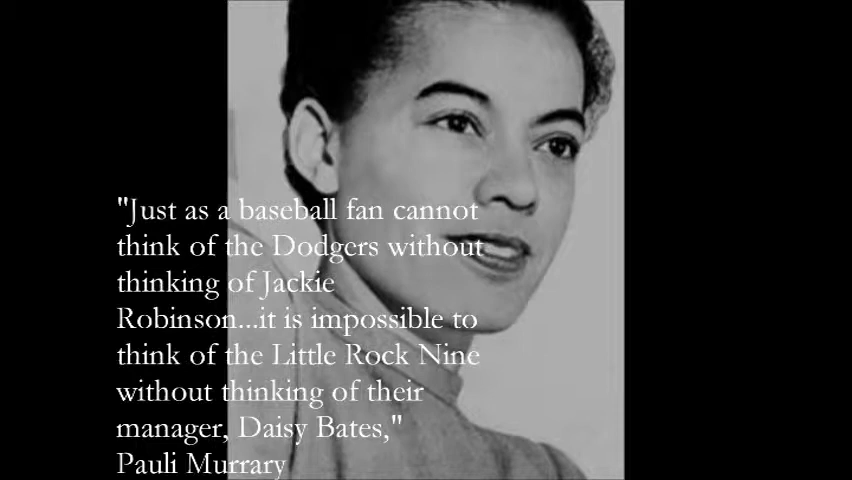 "Just as a baseball fan cannot
think of the Dodgers without
thinking of Jackie
Robinson...it is impossible to
think of the Little Rock Nine
without thinking of their
manager, Daisy Bates,"
Pauli Murrary